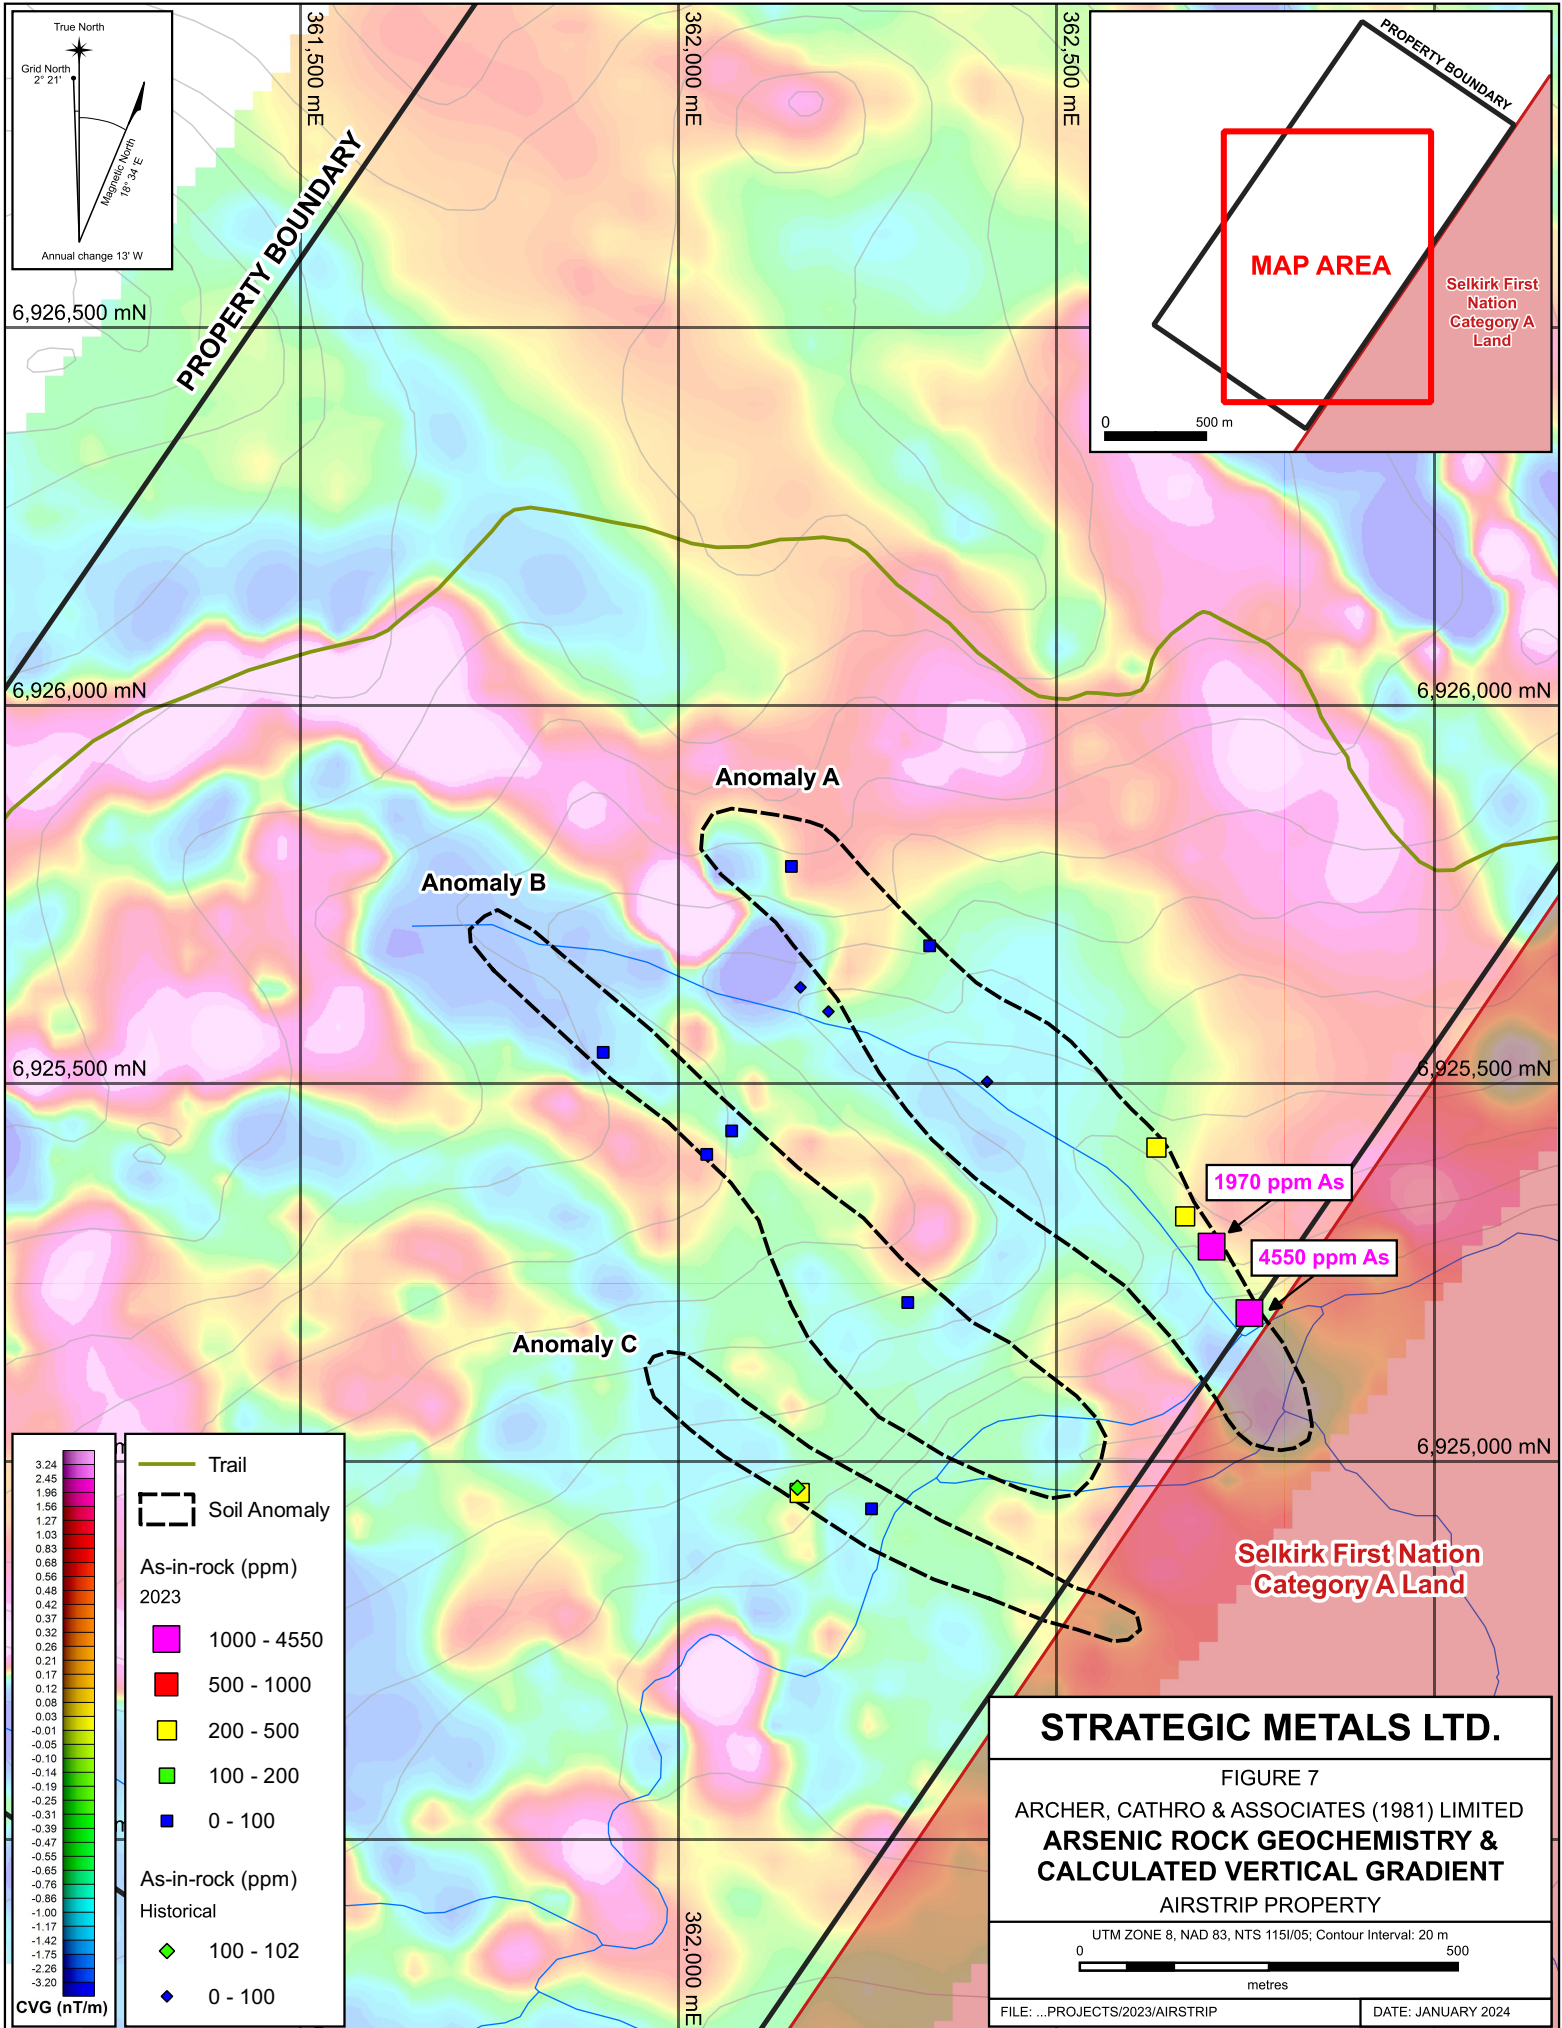 True North
Grid North
2° 21'
Magnetic North
18° 34 'E
Annual change 13' W
361,500 mE
362,000 mE
362,500 mE
PROPERTY BOUNDARY
PROPERTY BOUNDARY
MAP AREA
Selkirk First
Nation
Category A
Land
0 500 m
6,926,500 mN
6,926,000 mN
6,926,000 mN
Anomaly A
Anomaly B
6,925,500 mN
6,925,500 mN
1970 ppm As
4550 ppm As
Anomaly C
6,925,000 mN
Selkirk First Nation
Category A Land
362,000 mE
3.24
2.45
1.96
1.56
1.27
1.03
0.83
0.68
0.56
0.48
0.42
0.37
0.32
0.26
0.21
0.17
0.12
0.08
0.03
-0.01
-0.05
-0.10
-0.14
-0.19
-0.25
-0.31
-0.39
-0.47
-0.55
-0.65
-0.76
-0.86
-1.00
-1.17
-1.42
-1.75
-2.26
-3.20
CVG (nT/m)
Trail
Soil Anomaly
As-in-rock (ppm)
2023
1000 - 4550
500 - 1000
200 - 500
100 - 200
0 - 100
As-in-rock (ppm)
Historical
100 - 102
0 - 100
STRATEGIC METALS LTD.
FIGURE 7
ARCHER, CATHRO & ASSOCIATES (1981) LIMITED
ARSENIC ROCK GEOCHEMISTRY &
CALCULATED VERTICAL GRADIENT
AIRSTRIP PROPERTY
UTM ZONE 8, NAD 83, NTS 115I/05; Contour Interval: 20 m
0 500
metres
FILE: ...PROJECTS/2023/AIRSTRIP
DATE: JANUARY 2024